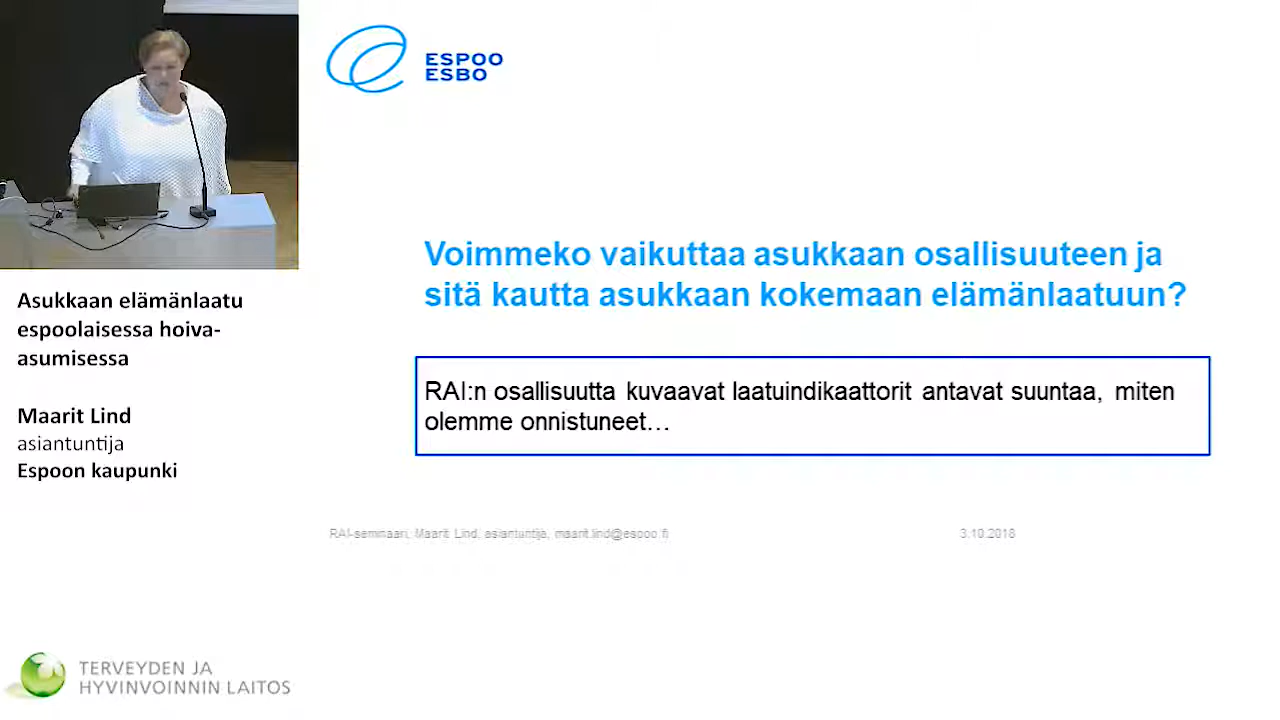 ESPOO
ESBO
Voimmeko vaikuttaa asukkaan osallisuuteen ja
sitä kautta asukkaan kokemaan elämänlaatuun?
RAI:n osallisuutta kuvaavat laatuindikaattorit antavat suuntaa, miten
olemme onnistuneet…
RAI-seminaari, Maarit Lind, asiantuntija, maarit.lind@espoo.fi
3.10.2018
Asukkaan elämänlaatu
espoolaisessa hoiva-
asumisessa
Maarit Lind
asiantuntija
Espoon kaupunki
TERVEYDEN JA
HYVINVOINNIN LAITOS